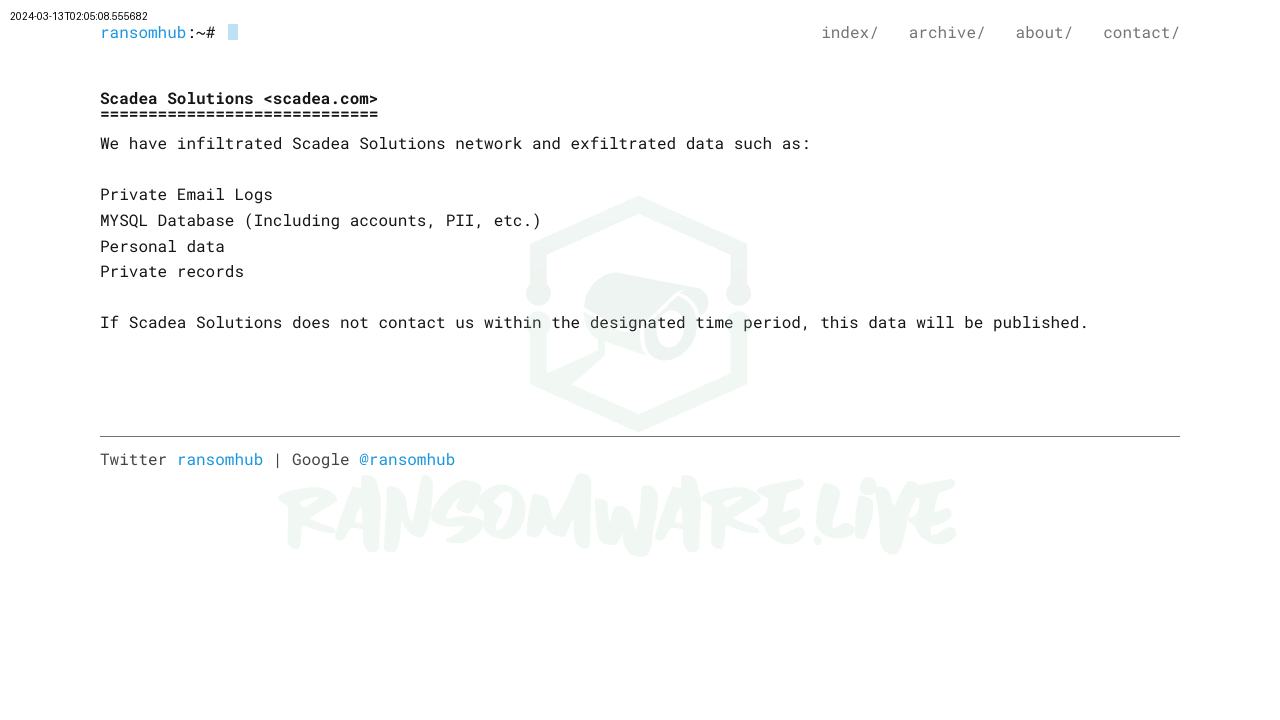 2024-03-13T02:05:08.555682
ransomhub:~#
index/ archive/ about/ contact/
Scadea Solutions <scadea.com>
=============================
We have infiltrated Scadea Solutions network and exfiltrated data such as:
Private Email Logs
MYSQL Database (Including accounts, PII, etc.)
Personal data
Private records
If Scadea Solutions does not contact us within the designated time period, this data will be published.
Twitter ransomhub | Google @ransomhub
RANSOMWARE.LIVE